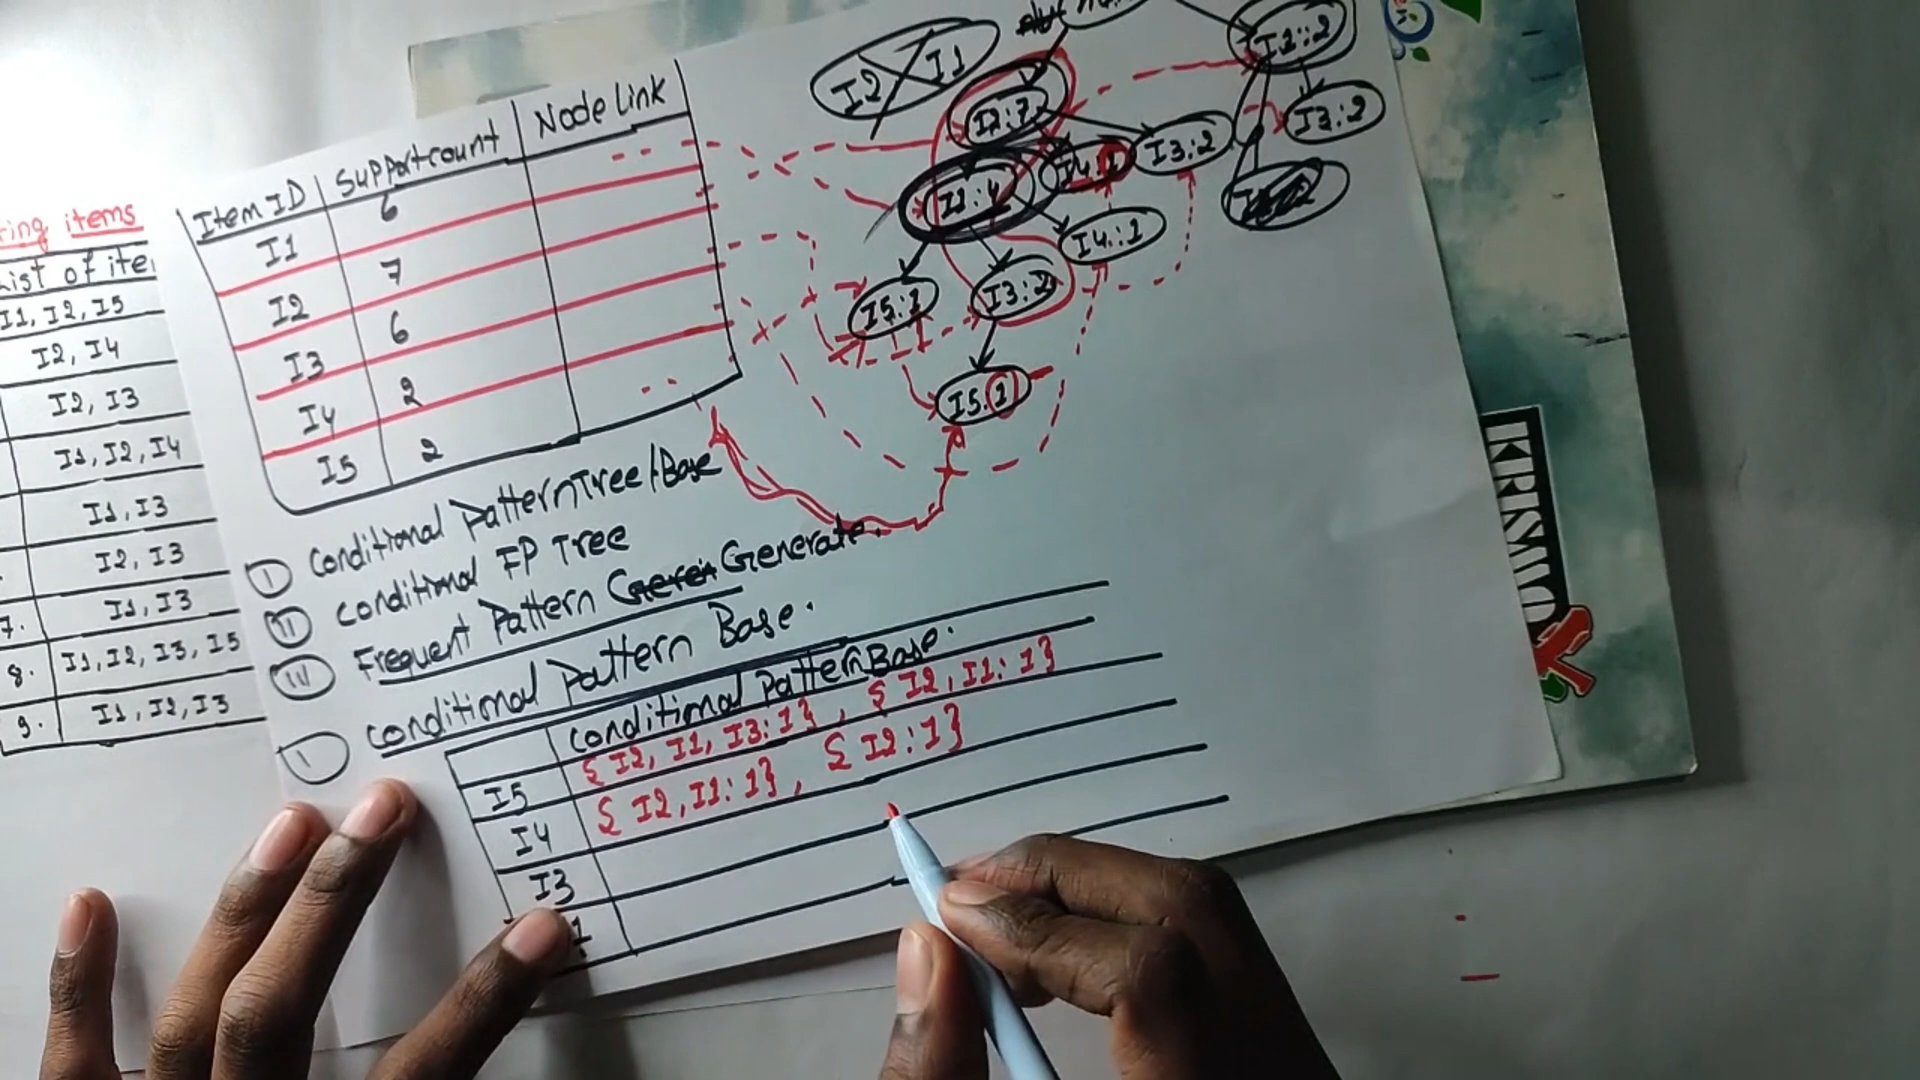 ring items
List of ite
I1, I2, I5
I2, I4
I2, I3
I1, I2, I4
I1, I3
I2, I3
7. I1, I3
8. I1, I2, I3, I5
9. I1, I2, I3
Item ID Support count Node link
I1 6
I2 7
I3 6
I4 2
I5 2
I2 I1
I2:7
I1:4
I4:1
I3:2
I4:1
I5:1
I3:2
I5:1
I1:2
I3:2
I conditional Pattern Tree/Base
II conditional FP Tree
III Frequent Pattern Generate.
I conditional Pattern Base.
conditional Pattern Base.
I5 {I2, I1, I3:1}, {I2, I1:1}
I4 {I2, I1:1}, {I2:1}
I3
1
KRISMU